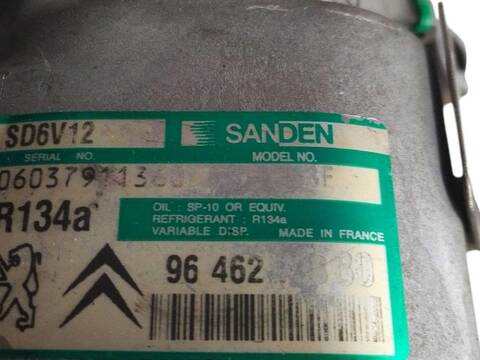 SD6V12 SANDEN
SERIAL NO. MODEL NO.
R134a
OIL : SP-10 OR EQUIV.
REFRIGERANT : R134a
VARIABLE DISP. MADE IN FRANCE
96 462